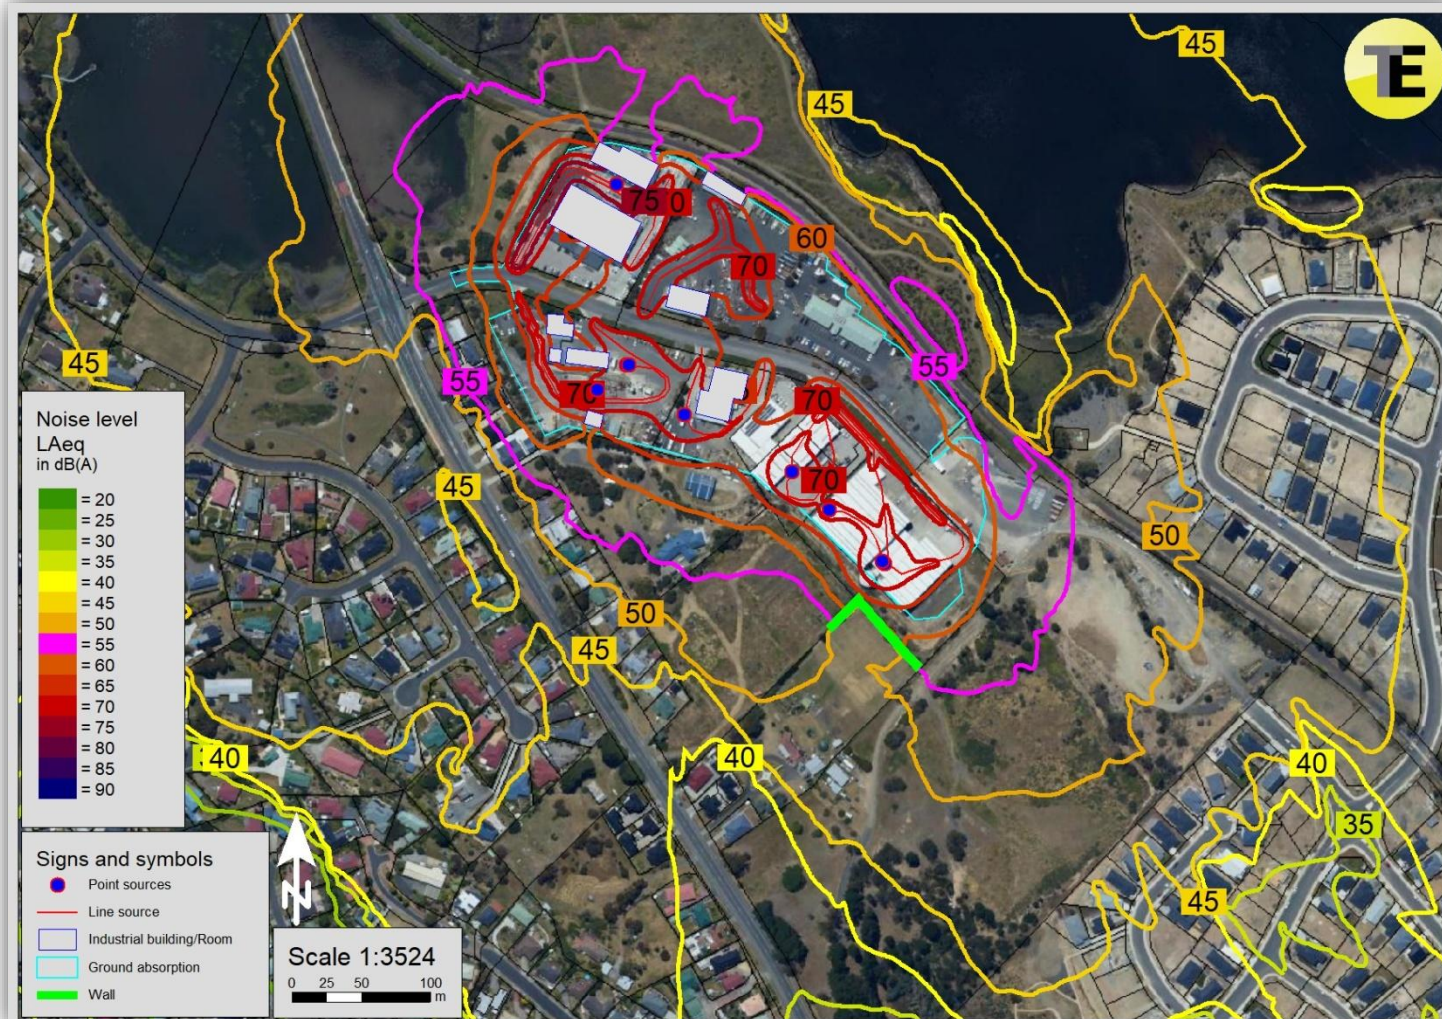 45
TE
45
75
0
60
70
45
55
55
70
70
Noise level
LAeq
in dB(A)
= 20
= 25
= 30
= 35
= 40
= 45
= 50
= 55
= 60
= 65
= 70
= 75
= 80
= 85
= 90
45
70
50
50
45
40
40
40
35
45
Signs and symbols
Point sources
Line source
Industrial building/Room
Ground absorption
Wall
N
Scale 1:3524
0 25 50 100
m